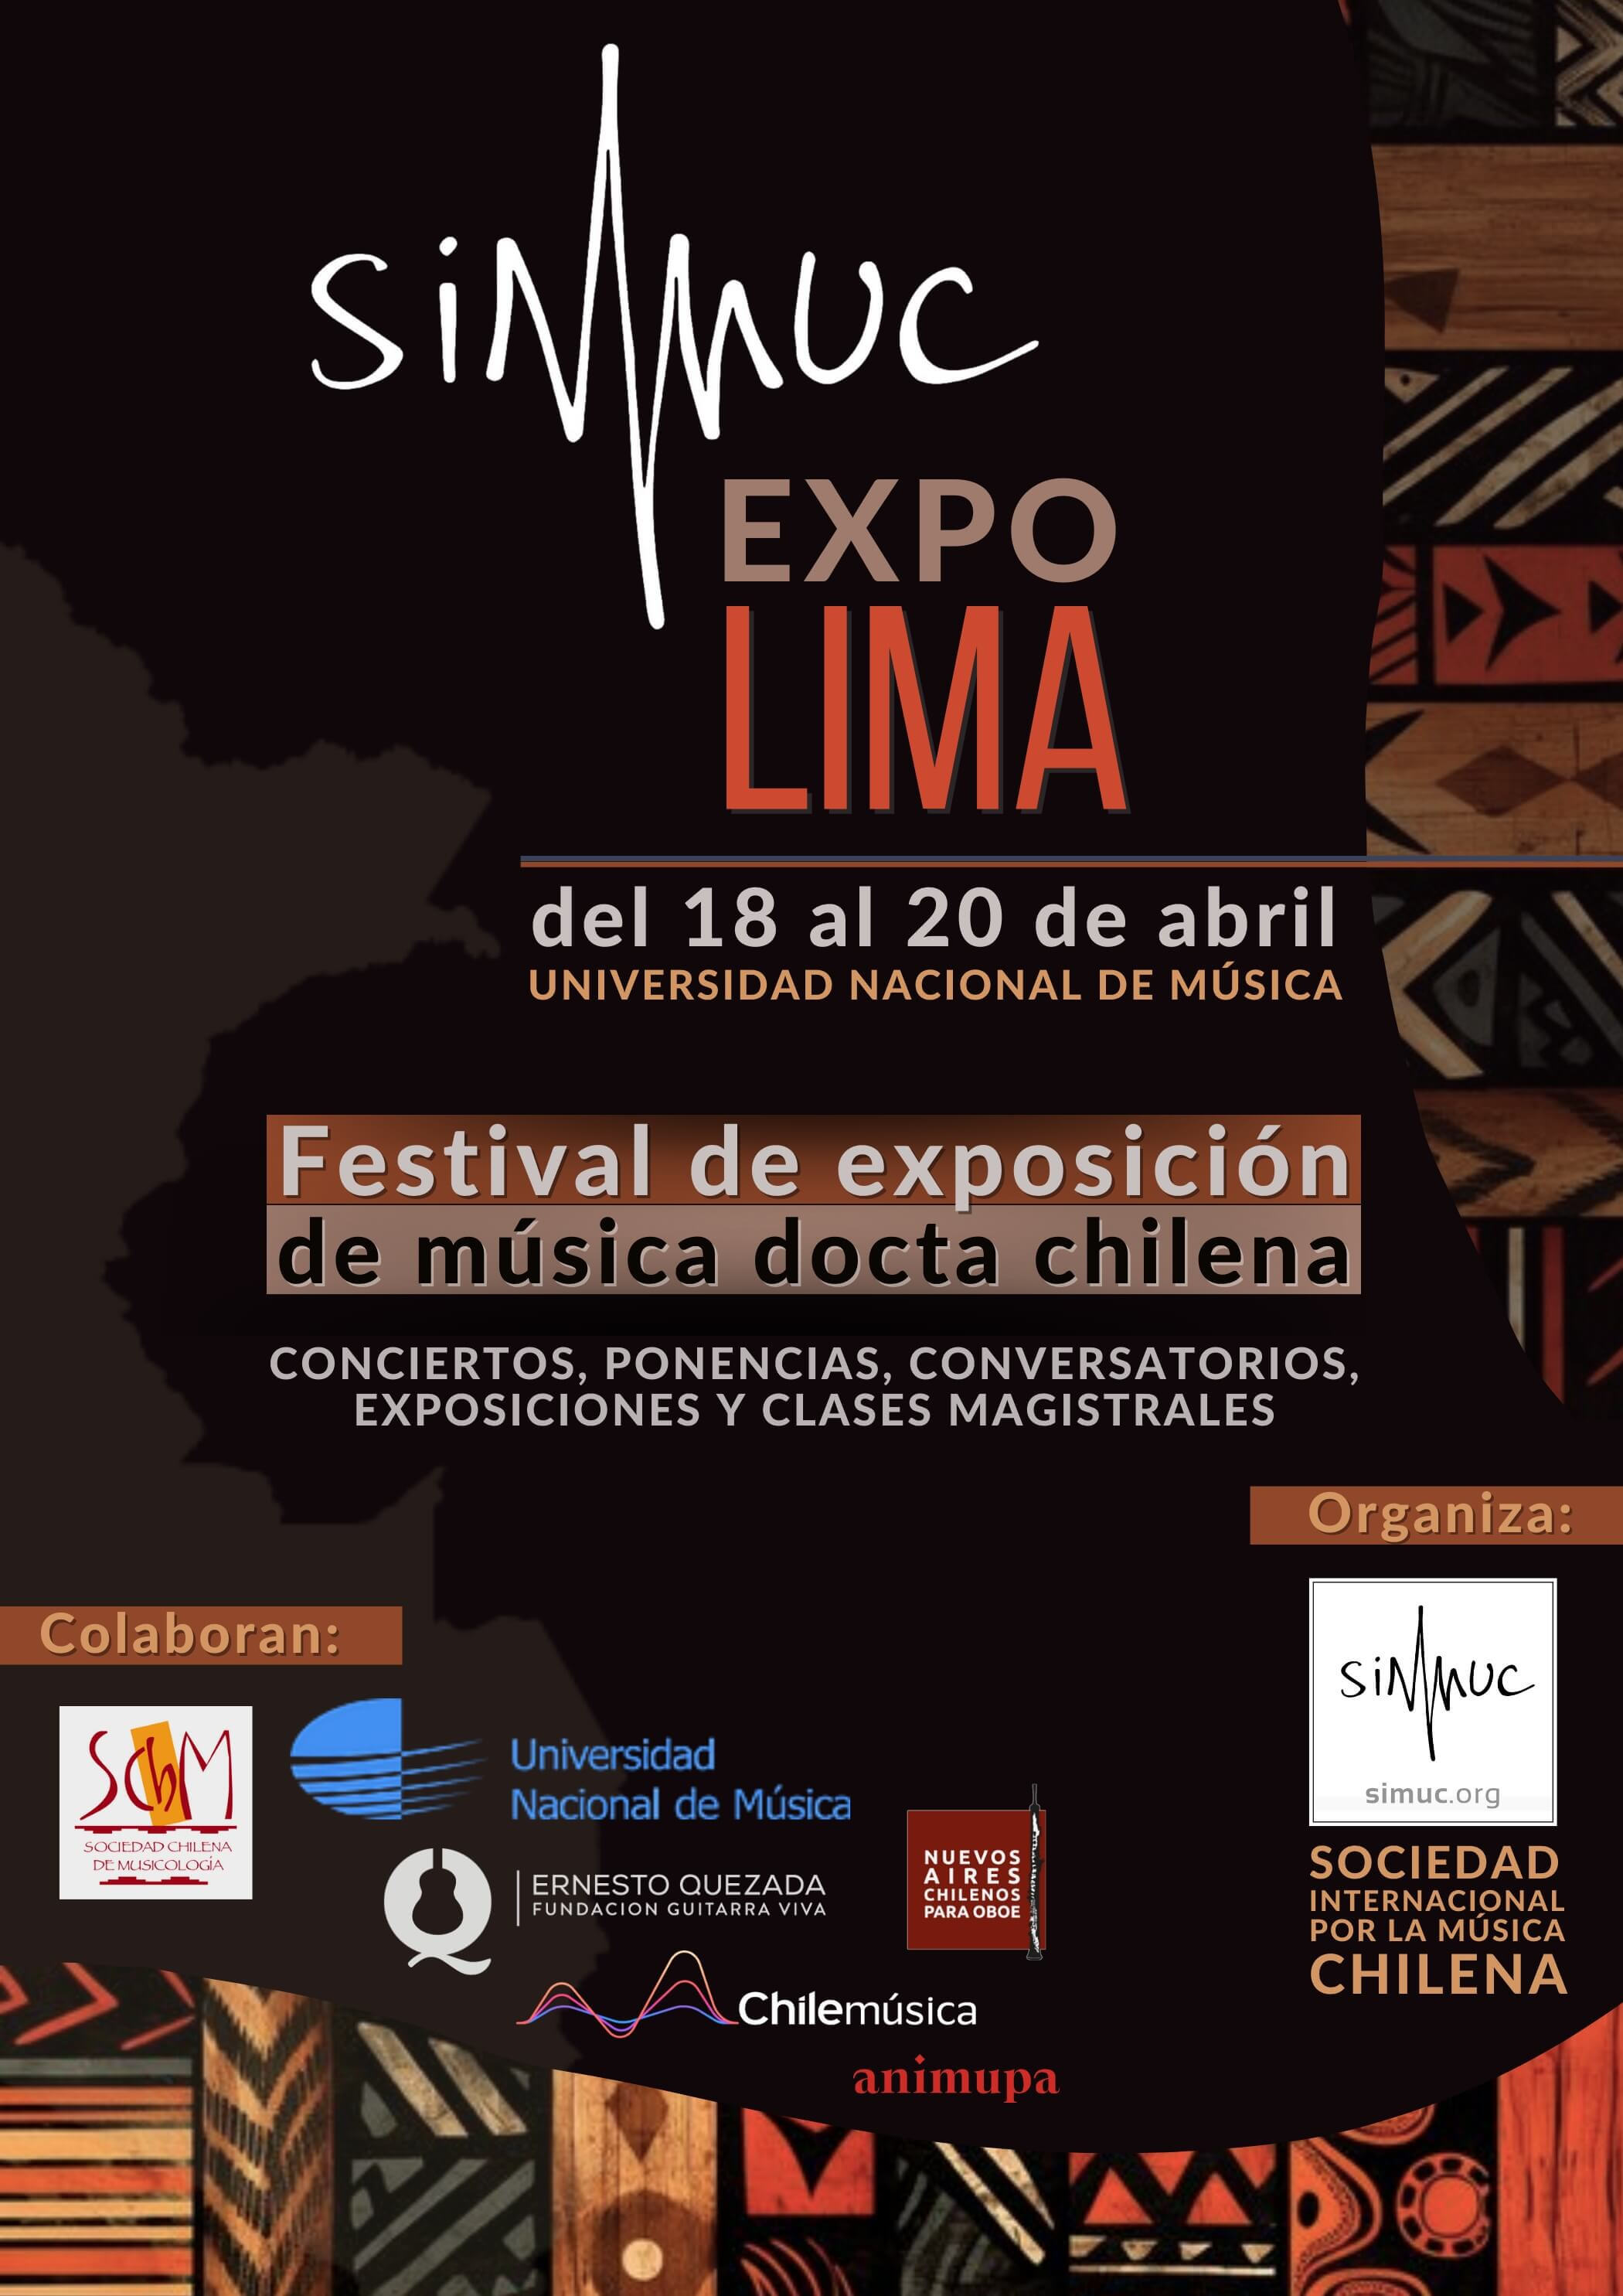 simuc
EXPO
LIMA
del 18 al 20 de abril
UNIVERSIDAD NACIONAL DE MÚSICA
Festival de exposición
de música docta chilena
CONCIERTOS, PONENCIAS, CONVERSATORIOS,
EXPOSICIONES Y CLASES MAGISTRALES
Organiza:
simuc
simuc.org
SOCIEDAD
INTERNACIONAL
POR LA MÚSICA
CHILENA
Colaboran:
SChM
SOCIEDAD CHILENA
DE MUSICOLOGÍA
Universidad
Nacional de Música
ERNESTO QUEZADA
FUNDACION GUITARRA VIVA
NUEVOS
AIRES
CHILENOS
PARA OBOE
Chilemúsica
animupa